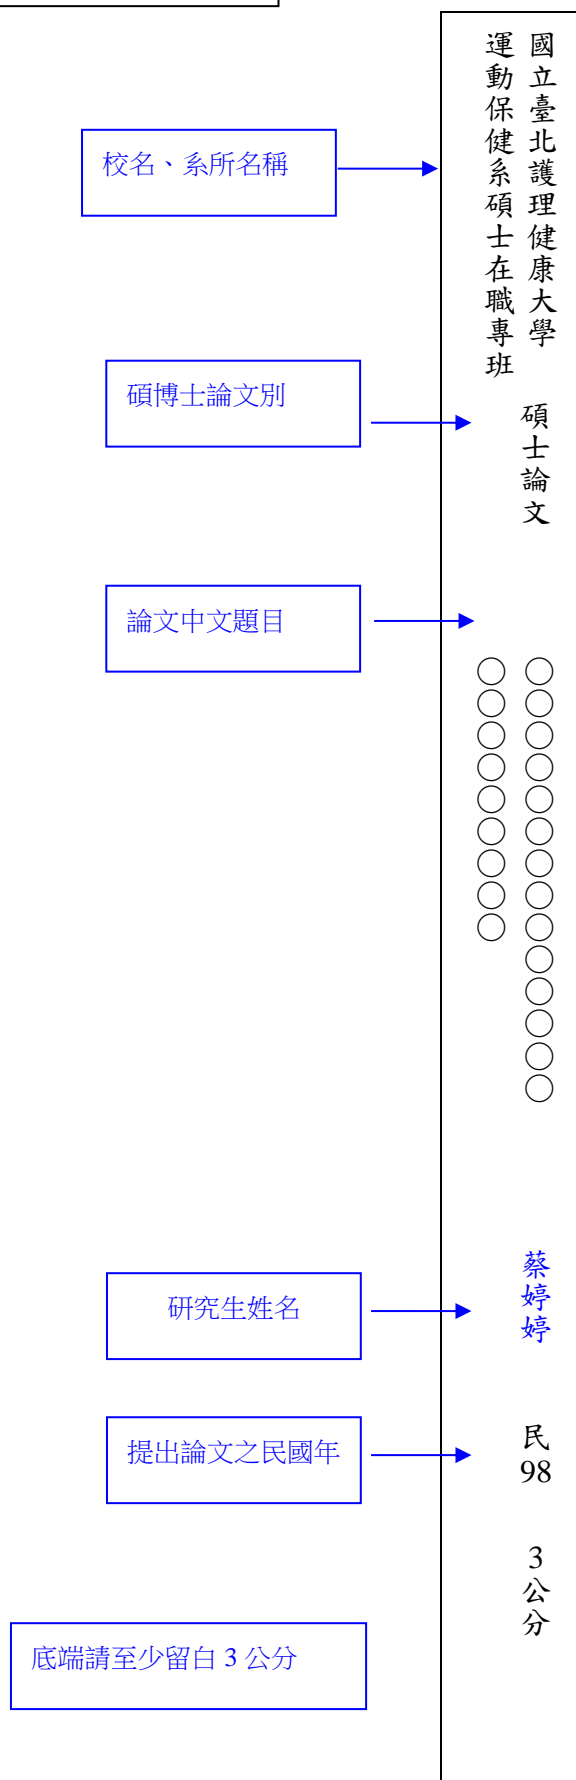 國立臺北護理健康大學
運動保健系碩士在職專班
校名、系所名稱
碩士論文
碩博士論文別
論文中文題目
○○○○○○○○○○○○○○
○○○○○○○○○
蔡婷婷
研究生姓名
民98
提出論文之民國年
3公分
底端請至少留白 3 公分